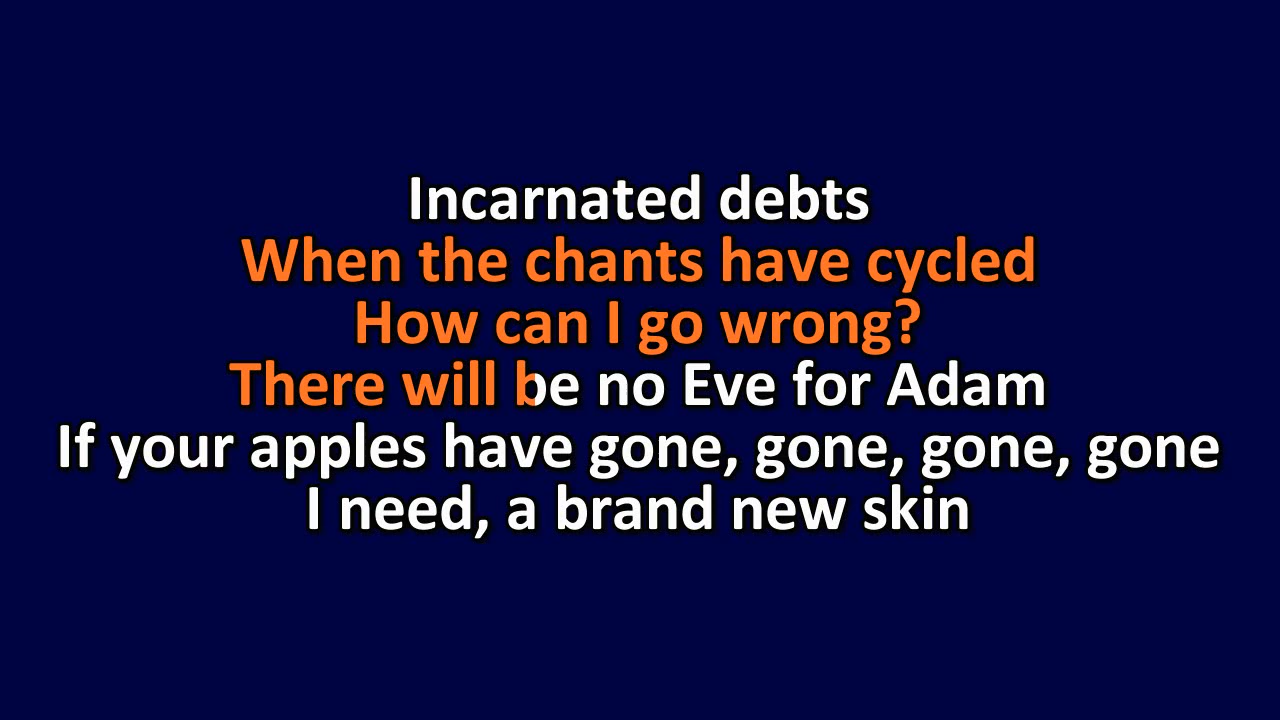 Incarnated debts
When the chants have cycled
How can I go wrong?
There will be no Eve for Adam
If your apples have gone, gone, gone, gone
I need, a brand new skin